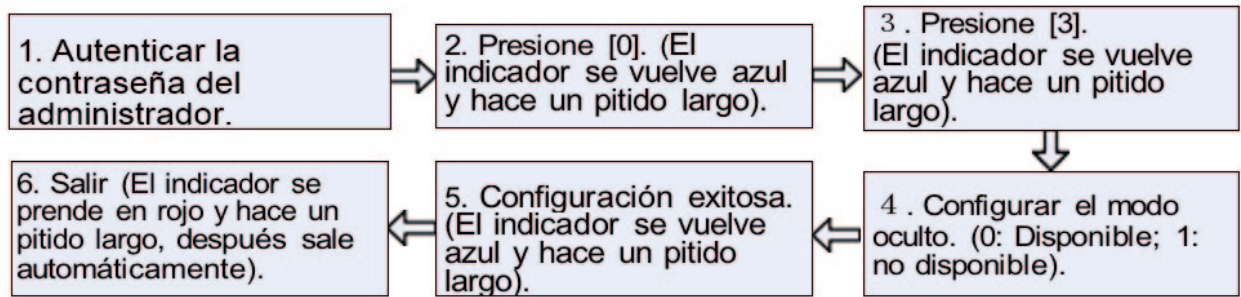 1. Autenticar la
contraseña del
administrador.
2. Presione [0]. (El
indicador se vuelve azul
y hace un pitido largo).
3 . Presione [3].
(El indicador se vuelve
azul y hace un pitido
largo).
4 . Configurar el modo
oculto. (0: Disponible; 1:
no disponible).
5. Configuración exitosa.
(El indicador se vuelve
azul y hace un pitido
largo).
6. Salir (El indicador se
prende en rojo y hace un
pitido largo, después sale
automáticamente).